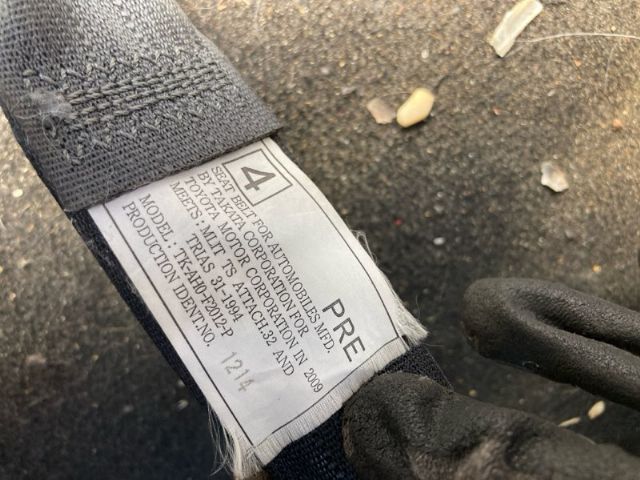 4
SEAT BELT FOR AUTOMOBILES MFD.
BY TAKATA CORPORATION FOR
TOYOTA MOTOR CORPORATION IN 2009
MEETS: MLIT TS ATTACH.32 AND
TRIAS 31-1994
MODEL: TK-AH0-F2012-P
PRODUCTION IDENT.NO. 1214
PRE